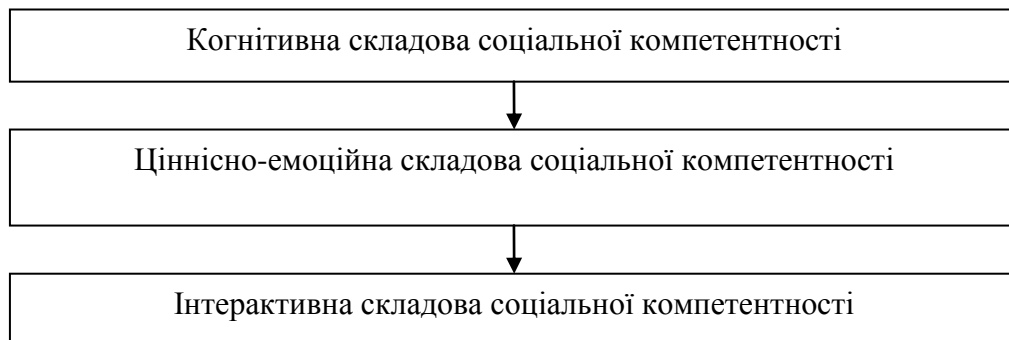 Когнітивна складова соціальної компетентності
Ціннісно-емоційна складова соціальної компетентності
Інтерактивна складова соціальної компетентності